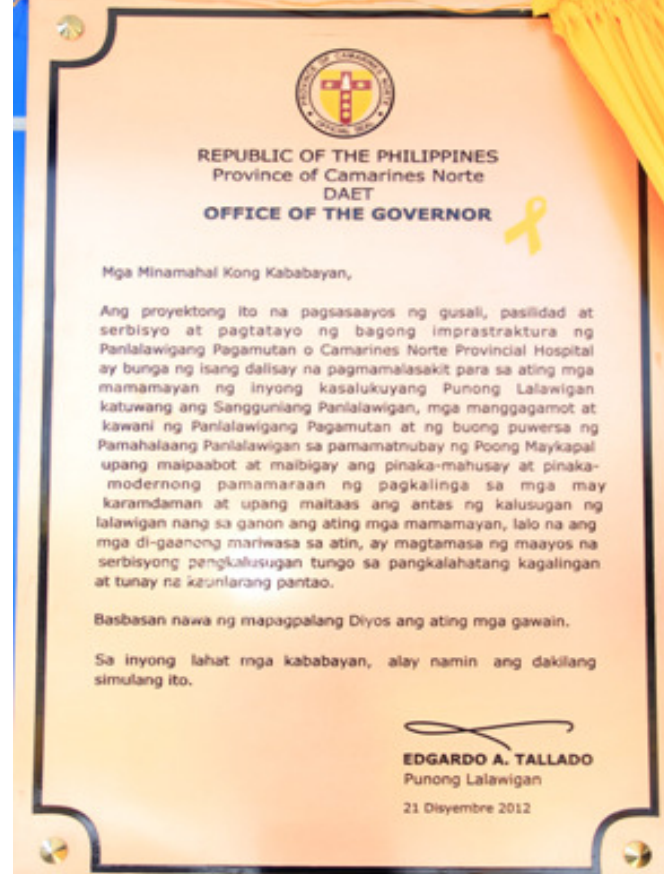 PROVINCE OF CAMARINES NORTE
OFFICIAL SEAL
REPUBLIC OF THE PHILIPPINES
Province of Camarines Norte
DAET
OFFICE OF THE GOVERNOR
Mga Minamahal Kong Kababayan,
Ang proyektong ito na pagsasaayos ng gusali, pasilidad at
serbisyo at pagtatayo ng bagong imprastraktura ng
Panlalawigang Pagamutan o Camarines Norte Provincial Hospital
ay bunga ng isang dalisay na pagmamalasakit para sa ating mga
mamamayan ng inyong kasalukuyang Punong Lalawigan
katuwang ang Sangguniang Panlalawigan, mga manggagamot at
kawani ng Panlalawigang Pagamutan at ng buong puwersa ng
Pamahalaang Panlalawigan sa pamamatnubay ng Poong Maykapal
upang maipaabot at maibigay ang pinaka-mahusay at pinaka-
modernong pamamaraan ng pagkalinga sa mga may
karamdaman at upang maitaas ang antas ng kalusugan ng
lalawigan nang sa ganon ang ating mga mamamayan, lalo na ang
mga di-gaanong mariwasa sa atin, ay magtamasa ng maayos na
serbisyong pangkalusugan tungo sa pangkalahatang kagalingan
at tunay na kaunlarang pantao.
Basbasan nawa ng mapagpalang Diyos ang ating mga gawain.
Sa inyong lahat mga kababayan, alay namin ang dakilang
simulang ito.
EDGARDO A. TALLADO
Punong Lalawigan
21 Disyembre 2012